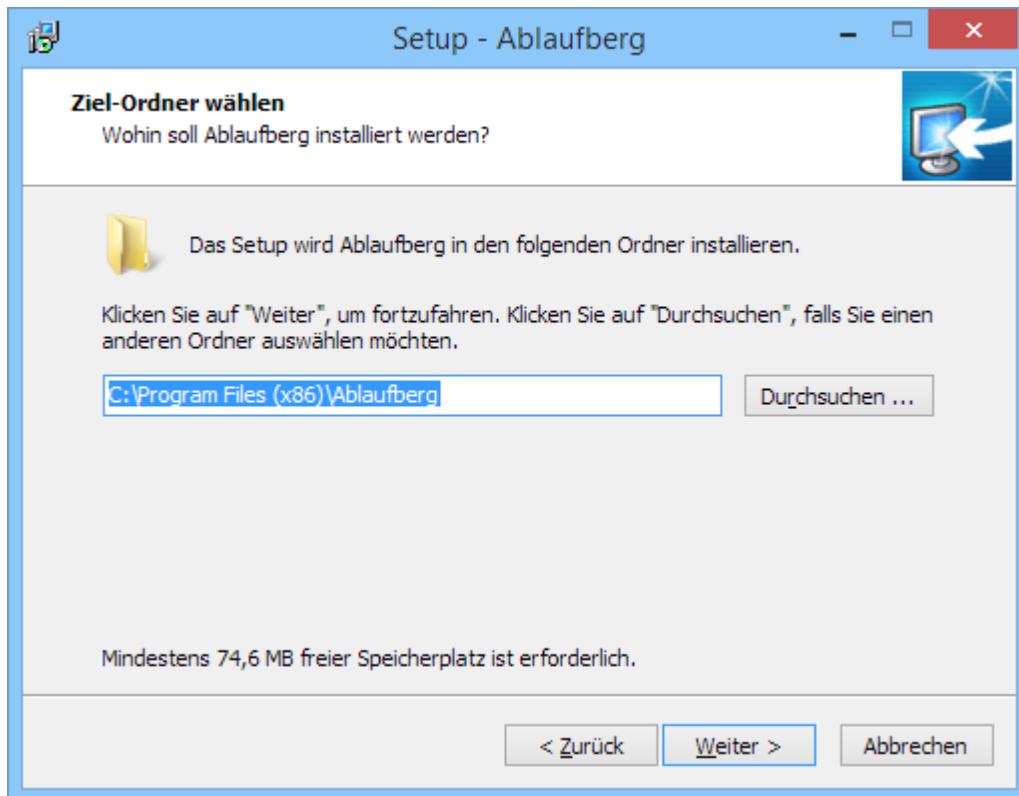 Setup - Ablaufberg
Ziel-Ordner wählen
Wohin soll Ablaufberg installiert werden?
Das Setup wird Ablaufberg in den folgenden Ordner installieren.
Klicken Sie auf "Weiter", um fortzufahren. Klicken Sie auf "Durchsuchen", falls Sie einen
anderen Ordner auswählen möchten.
C:\Program Files (x86)\Ablaufberg
Durchsuchen ...
Mindestens 74,6 MB freier Speicherplatz ist erforderlich.
< Zurück
Weiter >
Abbrechen